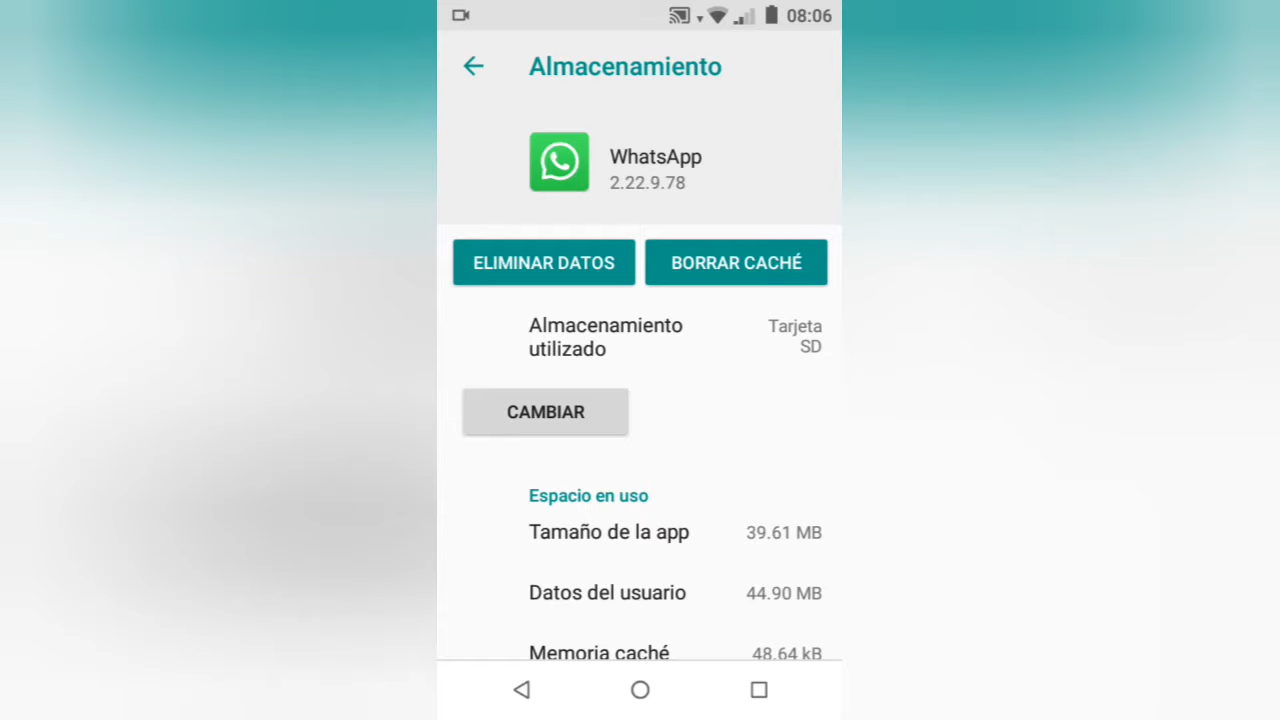 08:06
Almacenamiento
WhatsApp
2.22.9.78
ELIMINAR DATOS
BORRAR CACHÉ
Almacenamiento
utilizado
Tarjeta
SD
CAMBIAR
Espacio en uso
Tamaño de la app 39.61 MB
Datos del usuario 44.90 MB
Memoria caché 48.64 kB